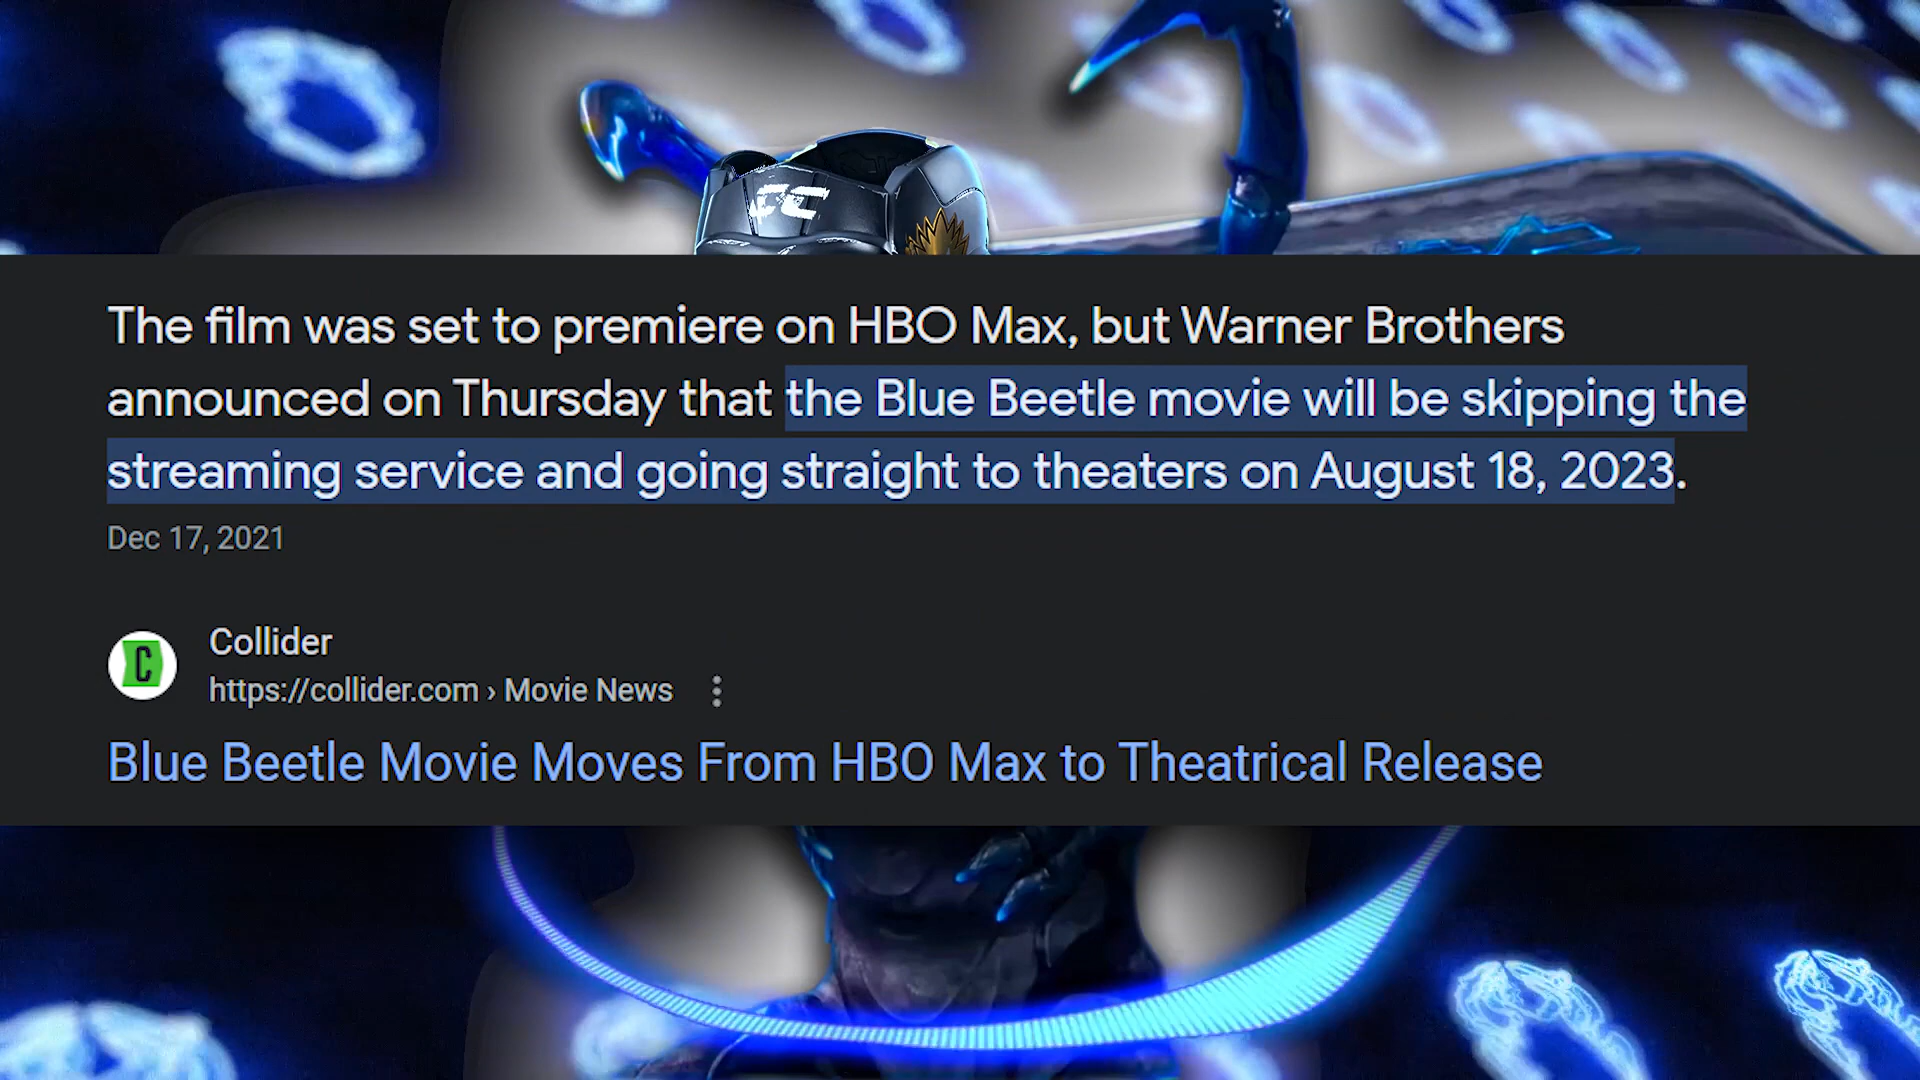 The film was set to premiere on HBO Max, but Warner Brothers
announced on Thursday that the Blue Beetle movie will be skipping the
streaming service and going straight to theaters on August 18, 2023.
Dec 17, 2021
C
Collider
https://collider.com › Movie News
Blue Beetle Movie Moves From HBO Max to Theatrical Release